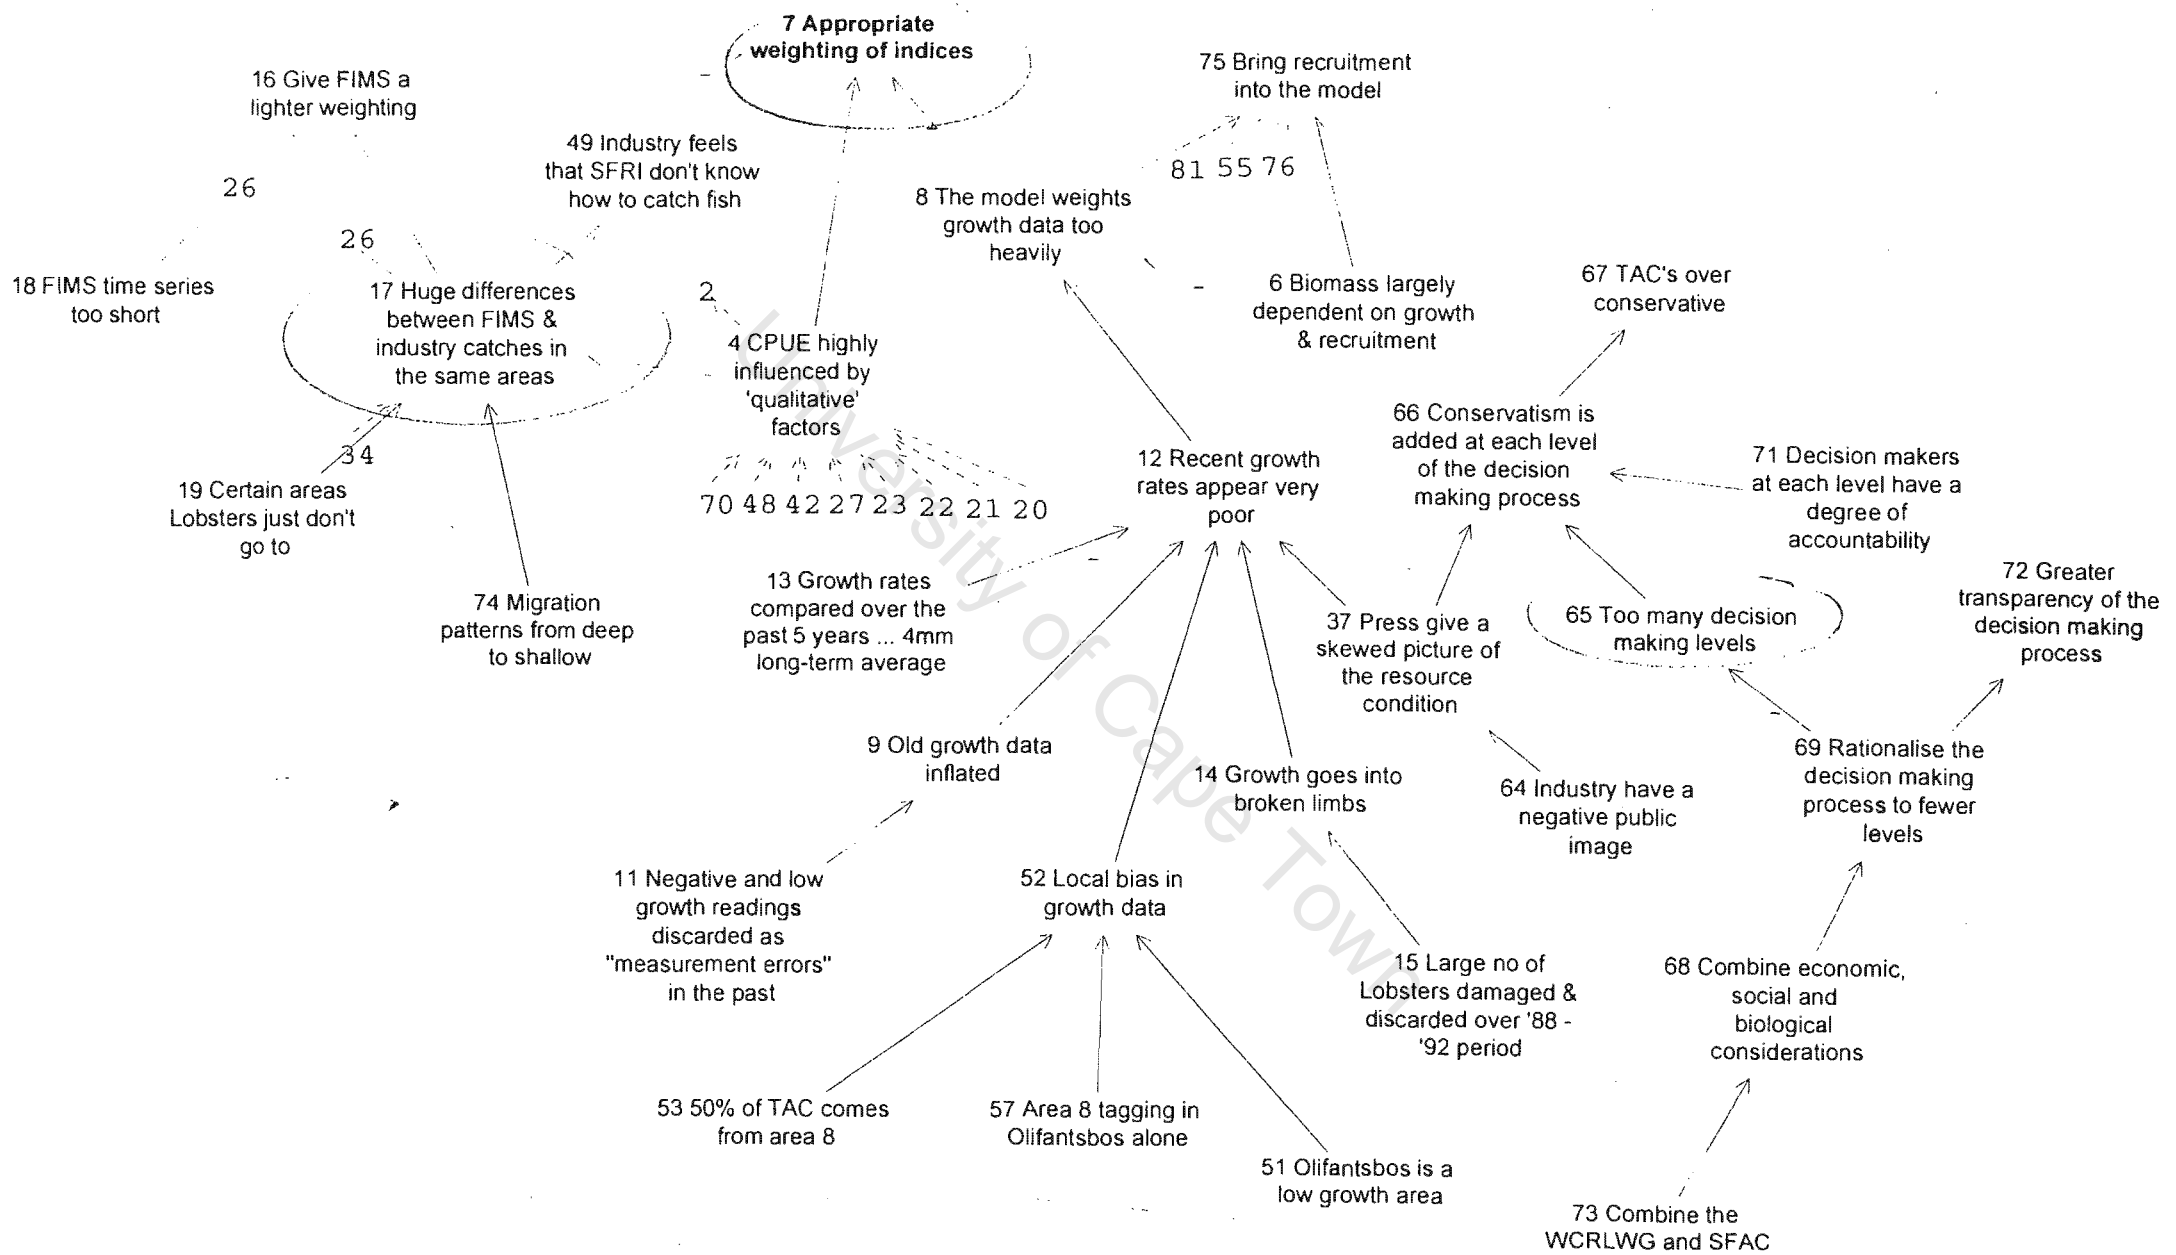 7 Appropriate
weighting of indices
16 Give FIMS a
lighter weighting
75 Bring recruitment
into the model
49 Industry feels
that SFRI don't know
how to catch fish
81 55 76
26
8 The model weights
growth data too
heavily
26
18 FIMS time series
too short
17 Huge differences
between FIMS &
industry catches in
the same areas
2
6 Biomass largely
dependent on growth
& recruitment
67 TAC's over
conservative
4 CPUE highly
influenced by
'qualitative'
factors
66 Conservatism is
added at each level
of the decision
making process
34
19 Certain areas
Lobsters just don't
go to
70 48 42 27 23 22 21 20
12 Recent growth
rates appear very
poor
71 Decision makers
at each level have a
degree of
accountability
74 Migration
patterns from deep
to shallow
13 Growth rates
compared over the
past 5 years ... 4mm
long-term average
37 Press give a
skewed picture of
the resource
condition
65 Too many decision
making levels
72 Greater
transparency of the
decision making
process
9 Old growth data
inflated
14 Growth goes into
broken limbs
64 Industry have a
negative public
image
69 Rationalise the
decision making
process to fewer
levels
11 Negative and low
growth readings
discarded as
"measurement errors"
in the past
52 Local bias in
growth data
15 Large no of
Lobsters damaged &
discarded over '88 -
'92 period
68 Combine economic,
social and
biological
considerations
53 50% of TAC comes
from area 8
57 Area 8 tagging in
Olifantsbos alone
51 Olifantsbos is a
low growth area
73 Combine the
WCRLWG and SFAC
University of Cape Town